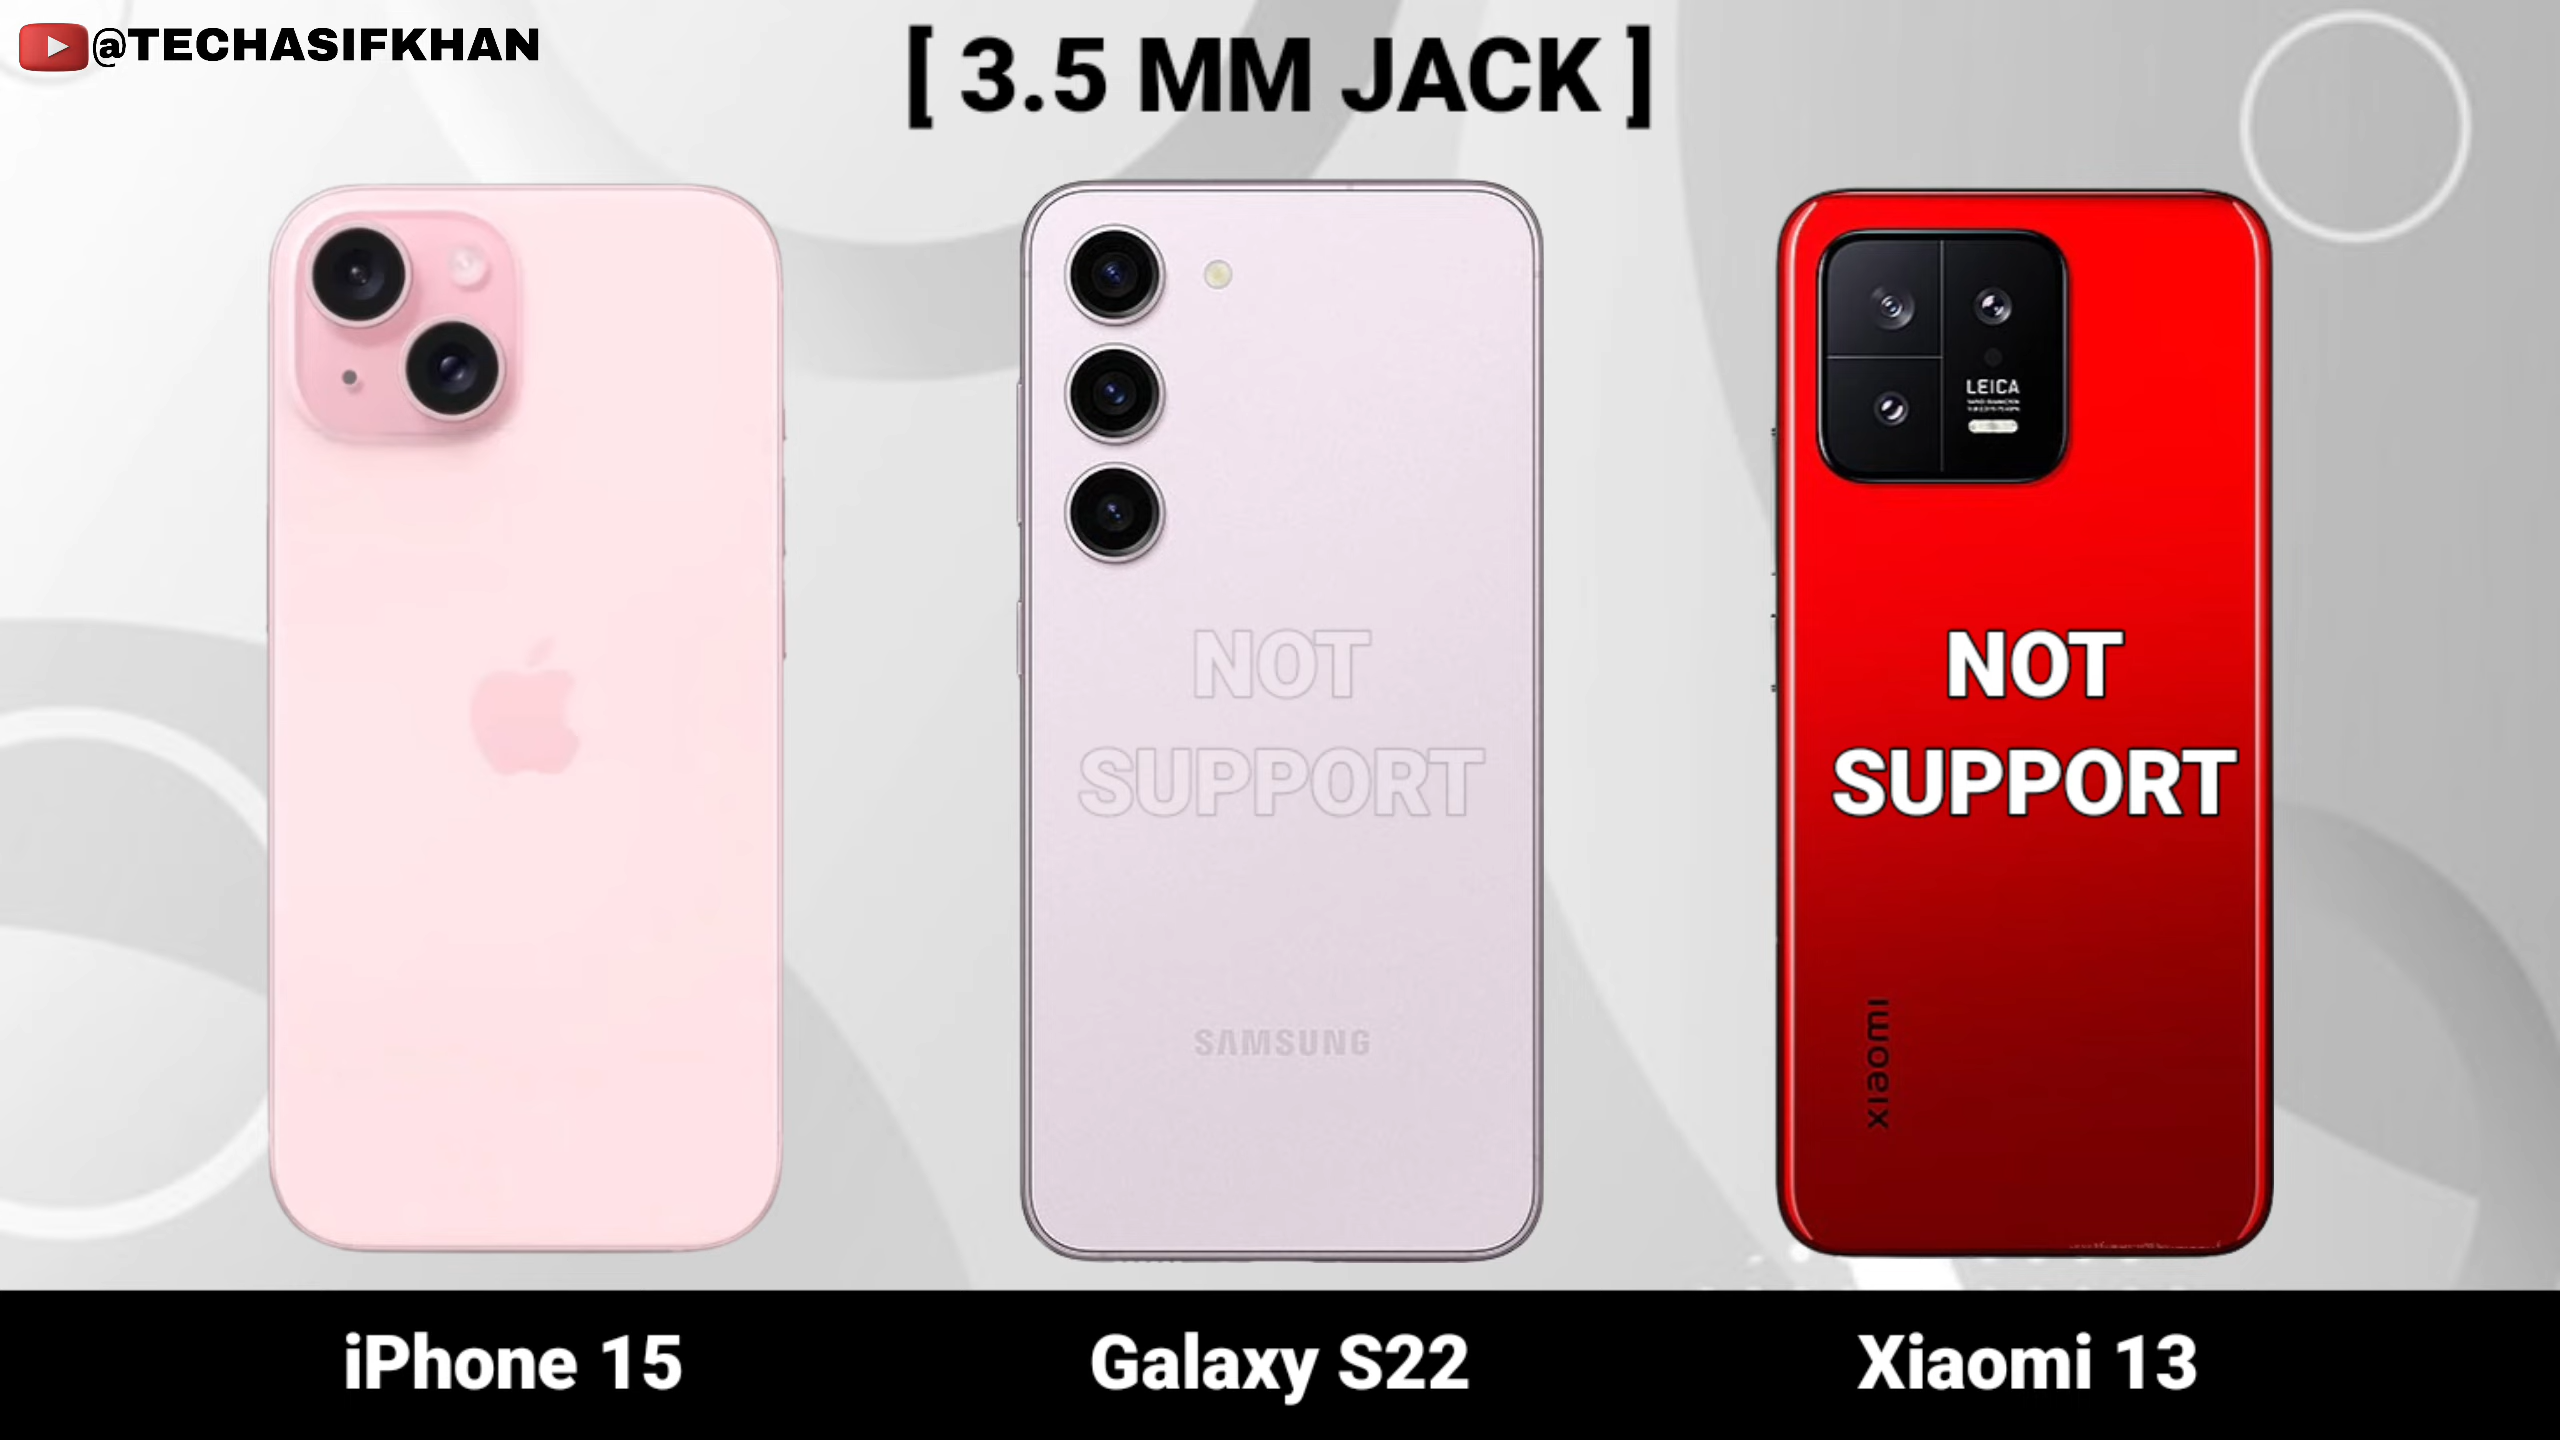 @TECHASIFKHAN
[ 3.5 MM JACK ]
LEICA
NOT
SUPPORT
SAMSUNG
NOT
SUPPORT
xiaomi
iPhone 15
Galaxy S22
Xiaomi 13